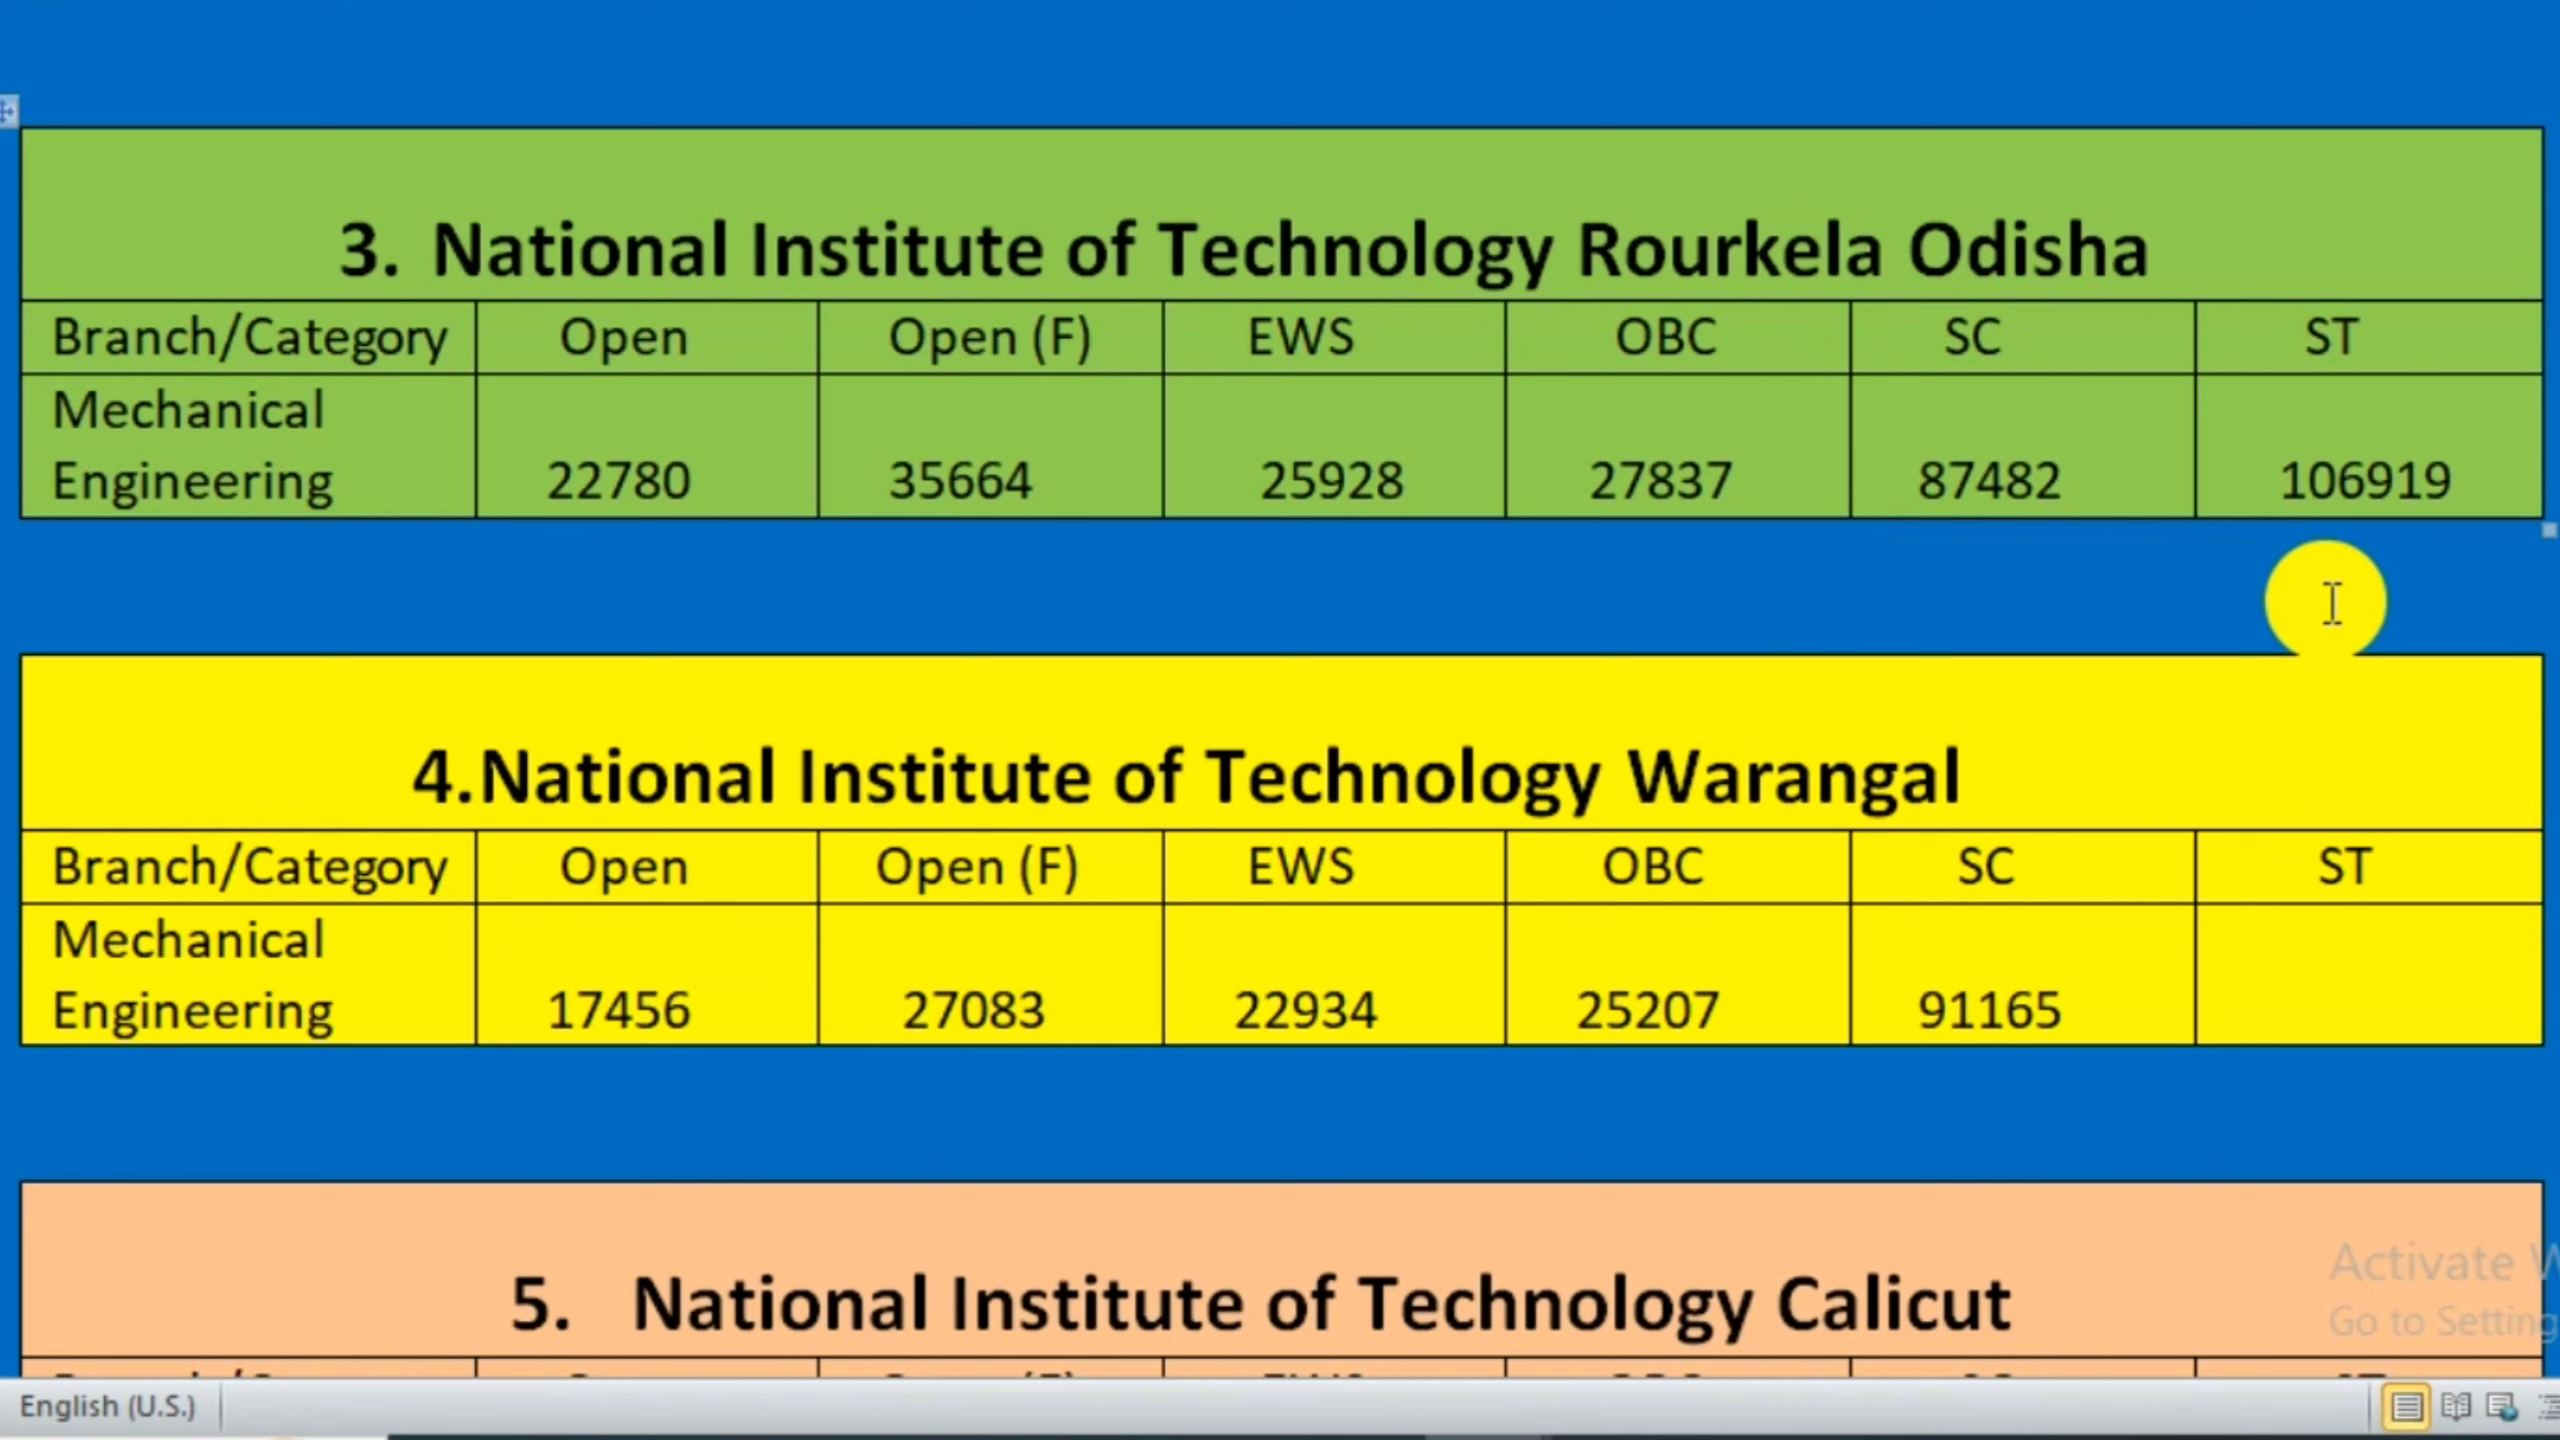 3. National Institute of Technology Rourkela Odisha
Branch/Category Open Open (F) EWS OBC SC ST
Mechanical
Engineering 22780 35664 25928 27837 87482 106919
4.National Institute of Technology Warangal
Branch/Category Open Open (F) EWS OBC SC ST
Mechanical
Engineering 17456 27083 22934 25207 91165
5. National Institute of Technology Calicut
Activate
Go to Setting
English (U.S.)